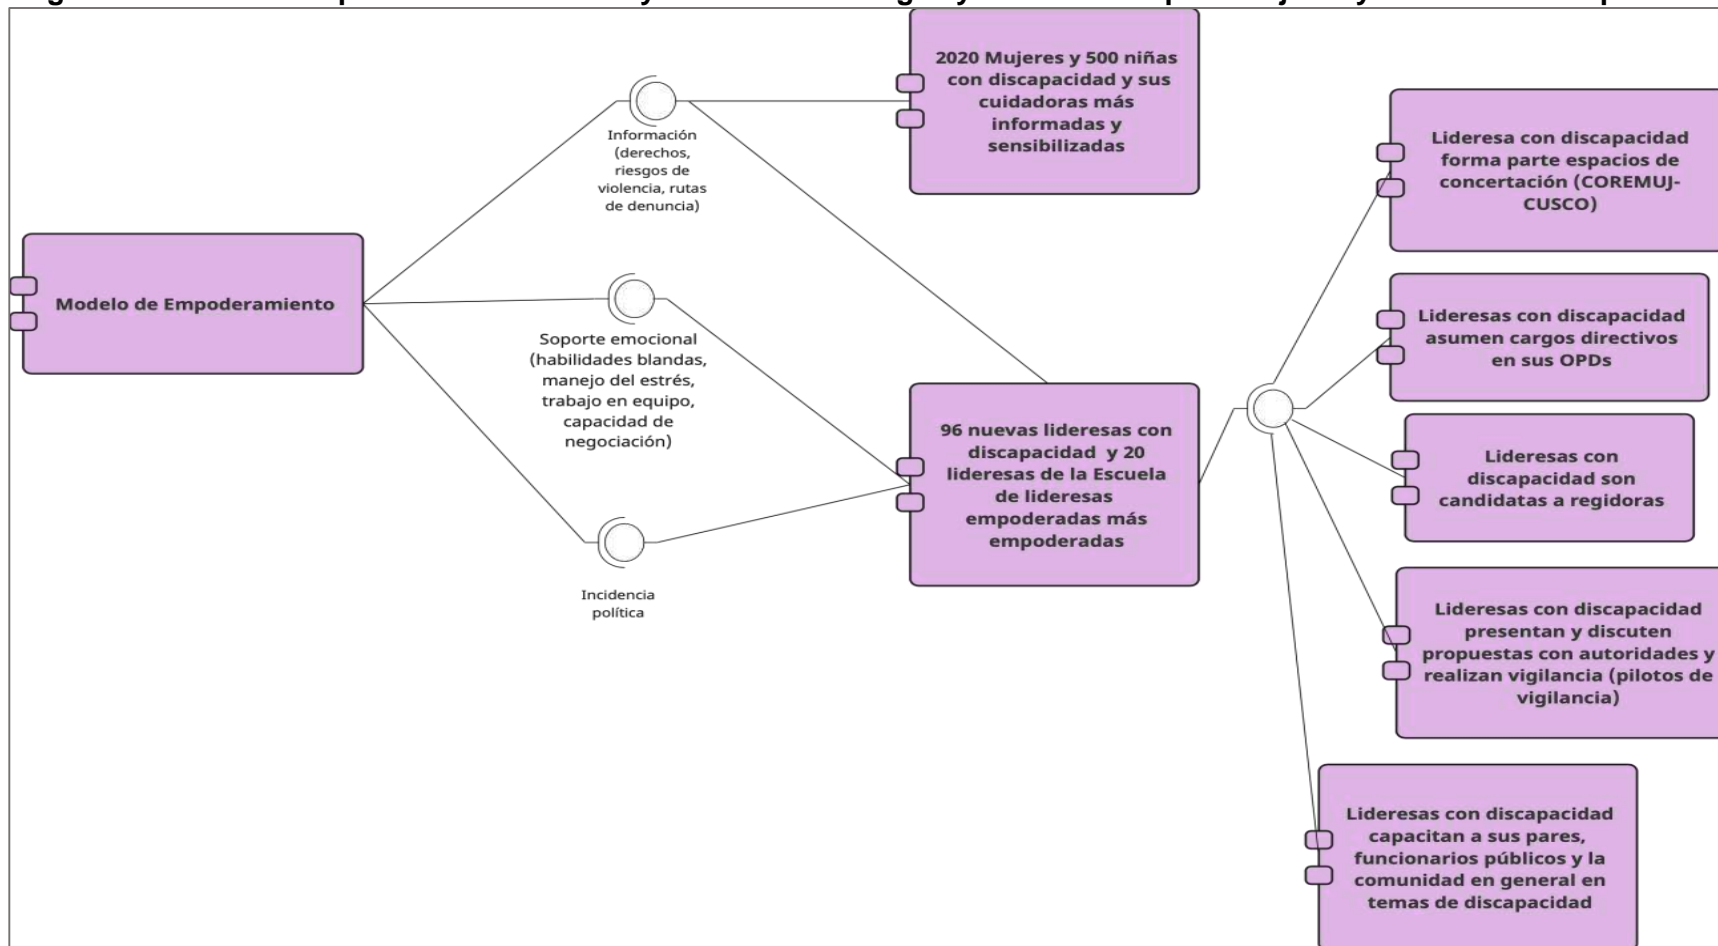 2020 Mujeres y 500 niñas
con discapacidad y sus
cuidadoras más
informadas y
sensibilizadas
Información
(derechos,
riesgos de
violencia, rutas
de denuncia)
Lideresa con discapacidad
forma parte espacios de
concertación (COREMUJ-
CUSCO)
Modelo de Empoderamiento
Soporte emocional
(habilidades blandas,
manejo del estrés,
trabajo en equipo,
capacidad de
negociación)
Lideresas con discapacidad
asumen cargos directivos
en sus OPDs
96 nuevas lideresas con
discapacidad y 20
lideresas de la Escuela
de lideresas
empoderadas más
empoderadas
Lideresas con
discapacidad son
candidatas a regidoras
Incidencia
política
Lideresas con discapacidad
presentan y discuten
propuestas con autoridades y
realizan vigilancia (pilotos de
vigilancia)
Lideresas con discapacidad
capacitan a sus pares,
funcionarios públicos y la
comunidad en general en
temas de discapacidad